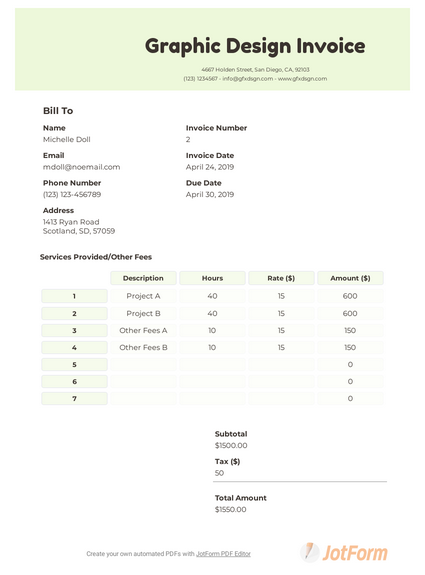 Graphic Design Invoice
4667 Holden Street, San Diego, CA, 92103
(123) 1234567 - info@gfxdsgn.com - www.gfxdsgn.com
Bill To
Name Invoice Number
Michelle Doll 2
Email Invoice Date
mdoll@noemail.com April 24, 2019
Phone Number Due Date
(123) 123-456789 April 30, 2019
Address
1413 Ryan Road
Scotland, SD, 57059
Services Provided/Other Fees
Description Hours Rate ($) Amount ($)
1 Project A 40 15 600
2 Project B 40 15 600
3 Other Fees A 10 15 150
4 Other Fees B 10 15 150
5 0
6 0
7 0
Subtotal
$1500.00
Tax ($)
50
Total Amount
$1550.00
Create your own automated PDFs with JotForm PDF Editor
JotForm